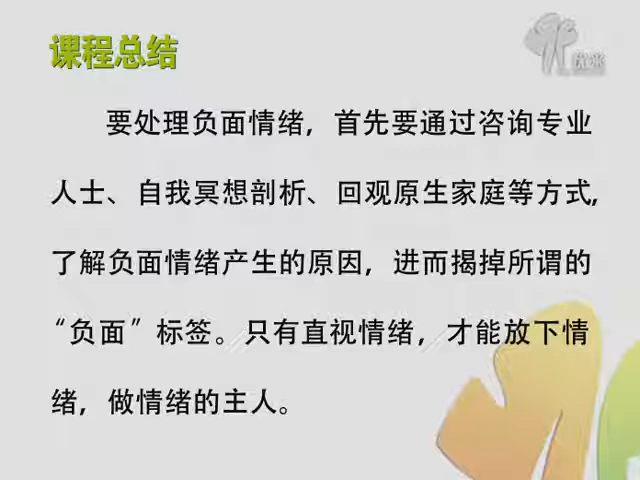 课程总结
要处理负面情绪，首先要通过咨询专业
人士、自我冥想剖析、回观原生家庭等方式,
了解负面情绪产生的原因，进而揭掉所谓的
“负面”标签。只有直视情绪，才能放下情
绪，做情绪的主人。